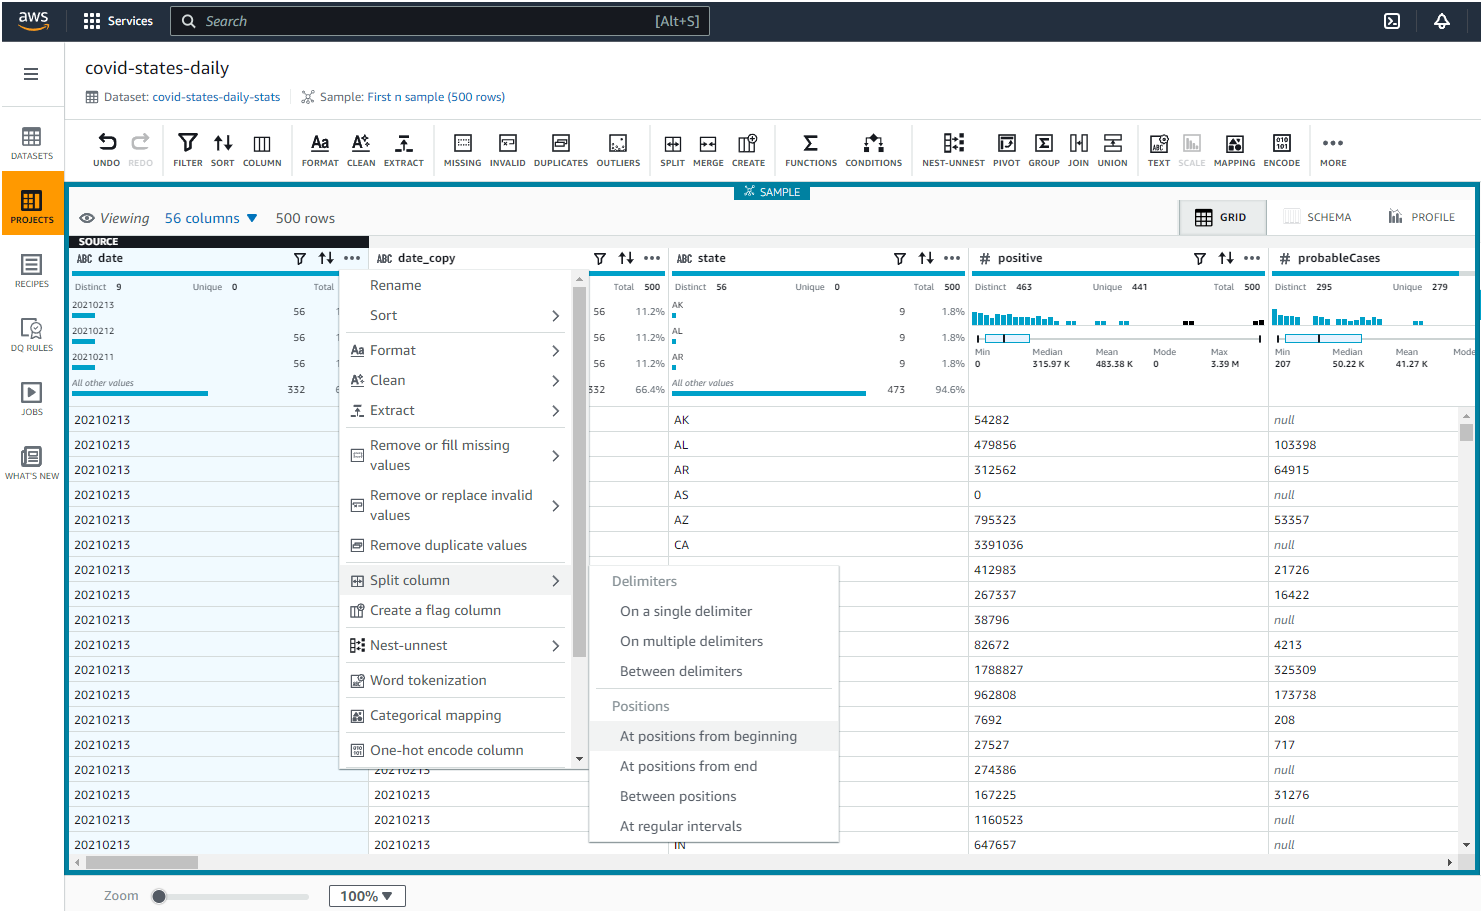 aws
Services
Search
[Alt+S]
covid-states-daily
Dataset: covid-states-daily-stats
Sample: First n sample (500 rows)
UNDO REDO FILTER SORT COLUMN FORMAT CLEAN EXTRACT MISSING INVALID DUPLICATES OUTLIERS SPLIT MERGE CREATE FUNCTIONS CONDITIONS NEST-UNNEST PIVOT GROUP JOIN UNION TEXT SCALE MAPPING ENCODE MORE
DATASETS
PROJECTS
RECIPES
DQ RULES
JOBS
WHAT'S NEW
SAMPLE
Viewing 56 columns 500 rows
GRID SCHEMA PROFILE
SOURCE
ABC date
ABC date_copy
ABC state
# positive
# probableCases
Distinct 9 Unique 0 Total
20210213 56
20210212 56
20210211 56
All other values 332
Total 500
56 11.2%
56 11.2%
56 11.2%
332 66.4%
Distinct 56 Unique 0 Total 500
AK 9 1.8%
AL 9 1.8%
AR 9 1.8%
All other values 473 94.6%
Distinct 463 Unique 441 Total 500
Min Median Mean Mode Max
0 315.97 K 483.38 K 0 3.39 M
Distinct 295 Unique 279
Min Median Mean Mode
207 50.22 K 41.27 K
20210213 AK 54282 null
20210213 AL 479856 103398
20210213 AR 312562 64915
20210213 AS 0 null
20210213 AZ 795323 53357
20210213 CA 3391036 null
20210213 412983 21726
20210213 267337 16422
20210213 38796 null
20210213 82672 4213
20210213 1788827 325309
20210213 962808 173738
20210213 7692 208
20210213 27527 717
20210213 20210213 274386 null
20210213 20210213 167225 31276
20210213 20210213 1160523 null
20210213 20210213 IN 647657 null
Rename
Sort
Format
Clean
Extract
Remove or fill missing
values
Remove or replace invalid
values
Remove duplicate values
Split column
Create a flag column
Nest-unnest
Word tokenization
Categorical mapping
One-hot encode column
Delimiters
On a single delimiter
On multiple delimiters
Between delimiters
Positions
At positions from beginning
At positions from end
Between positions
At regular intervals
Zoom
100%